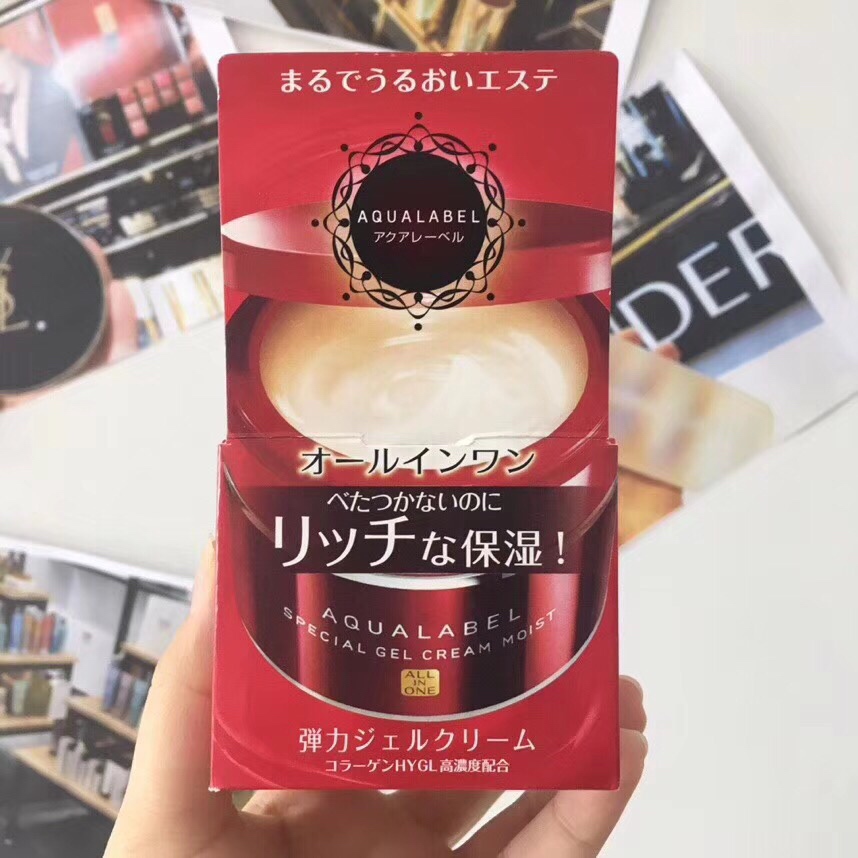 まるでうるおいエステ
AQUALABEL
アクアレーベル
DER
オールインワン
べたつかないのに
リッチな保湿！
AQUALABEL
SPECIAL GEL CREAM MOIST
ALL
IN
ONE
弾力ジェルクリーム
コラーゲンHYGL高濃度配合